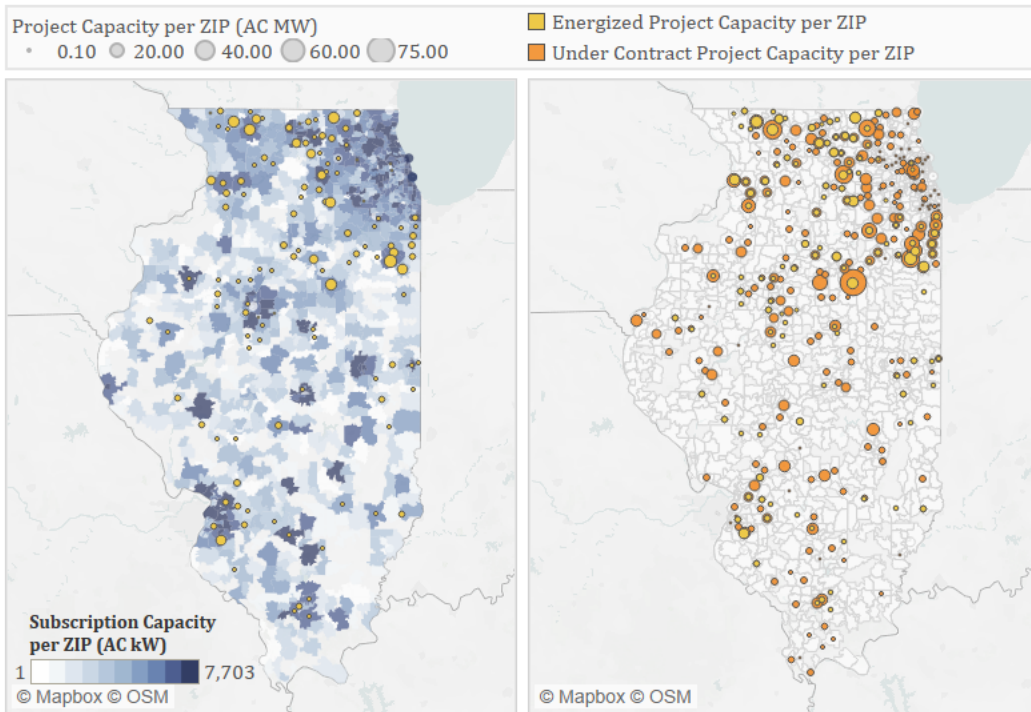 Project Capacity per ZIP (AC MW)
0.10 20.00 40.00 60.00 75.00
Energized Project Capacity per ZIP
Under Contract Project Capacity per ZIP
Subscription Capacity
per ZIP (AC kW)
1 7,703
© Mapbox © OSM
© Mapbox © OSM